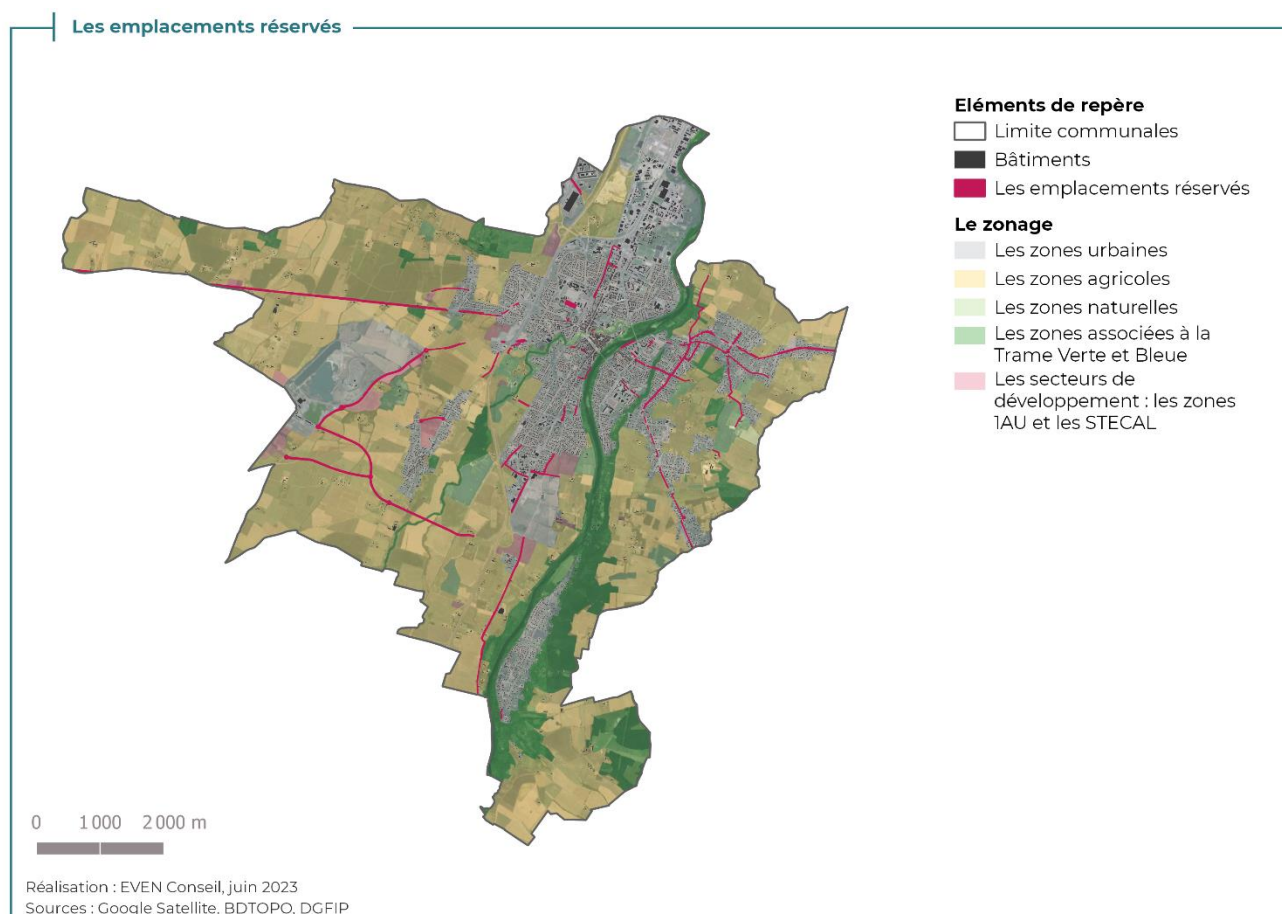 Les emplacements réservés
Eléments de repère
Limite communales
Bâtiments
Les emplacements réservés
Le zonage
Les zones urbaines
Les zones agricoles
Les zones naturelles
Les zones associées à la
Trame Verte et Bleue
Les secteurs de
développement : les zones
1AU et les STECAL
0 1 000 2 000 m
Réalisation : EVEN Conseil, juin 2023
Sources : Google Satellite, BDTOPO, DGFIP